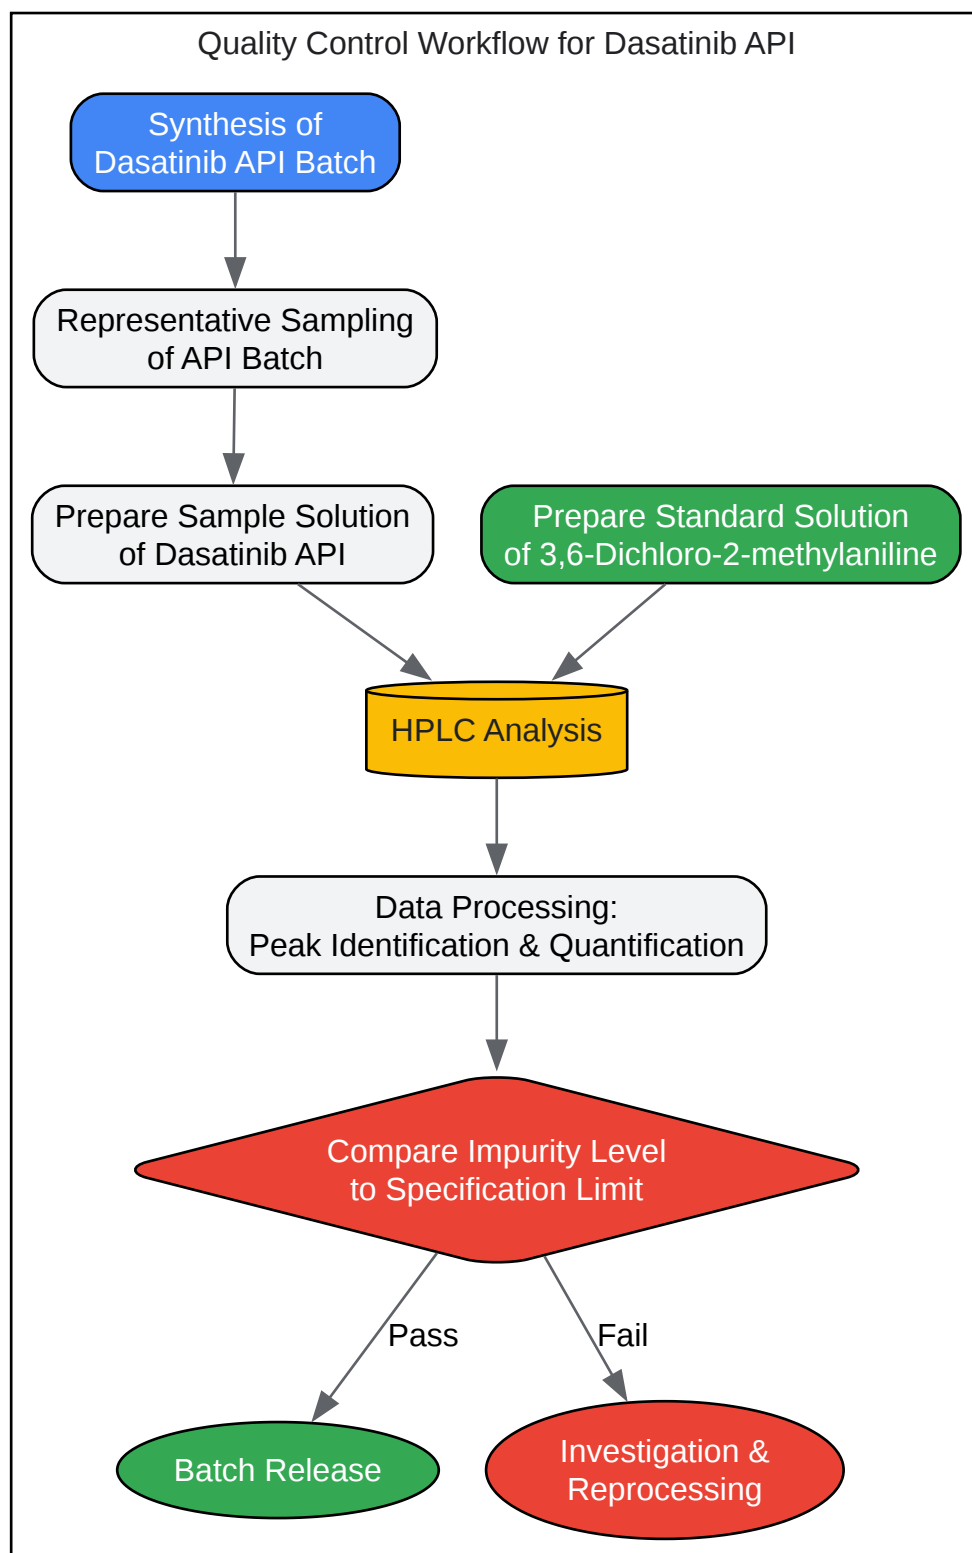 Quality Control Workflow for Dasatinib API
Synthesis of
Dasatinib API Batch
Representative Sampling
of API Batch
Prepare Sample Solution
of Dasatinib API
Prepare Standard Solution
of 3,6-Dichloro-2-methylaniline
HPLC Analysis
Data Processing:
Peak Identification & Quantification
Compare Impurity Level
to Specification Limit
Pass
Fail
Batch Release
Investigation &
Reprocessing